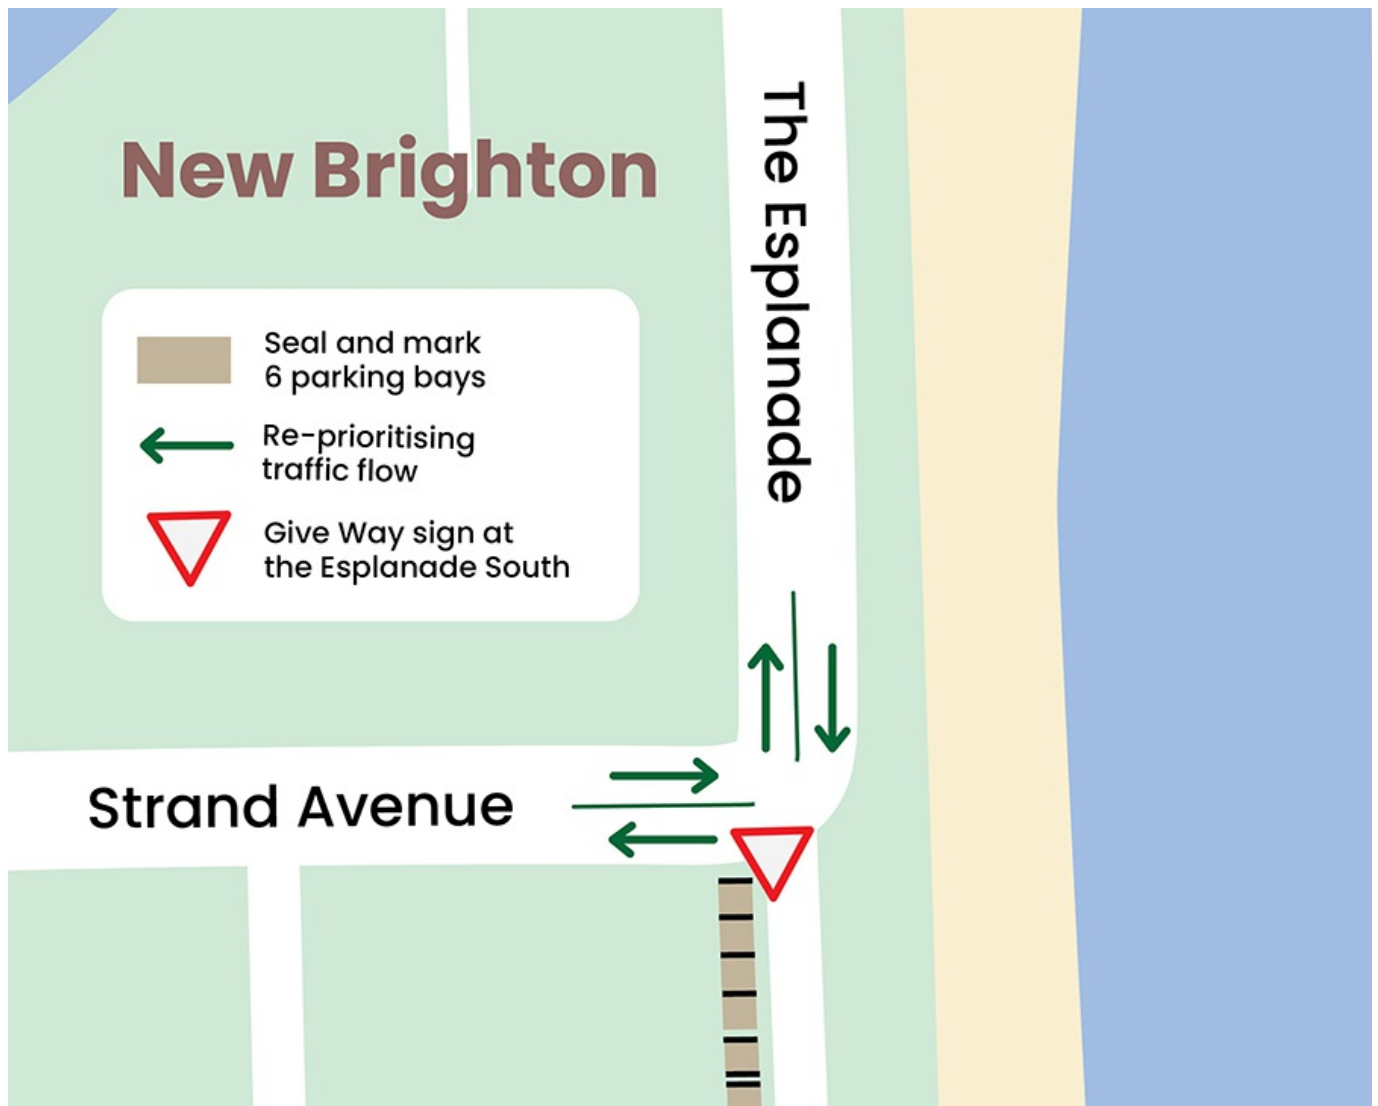 New Brighton
The Esplanade
Seal and mark
6 parking bays
Re-prioritising
traffic flow
Give Way sign at
the Esplanade South
Strand Avenue